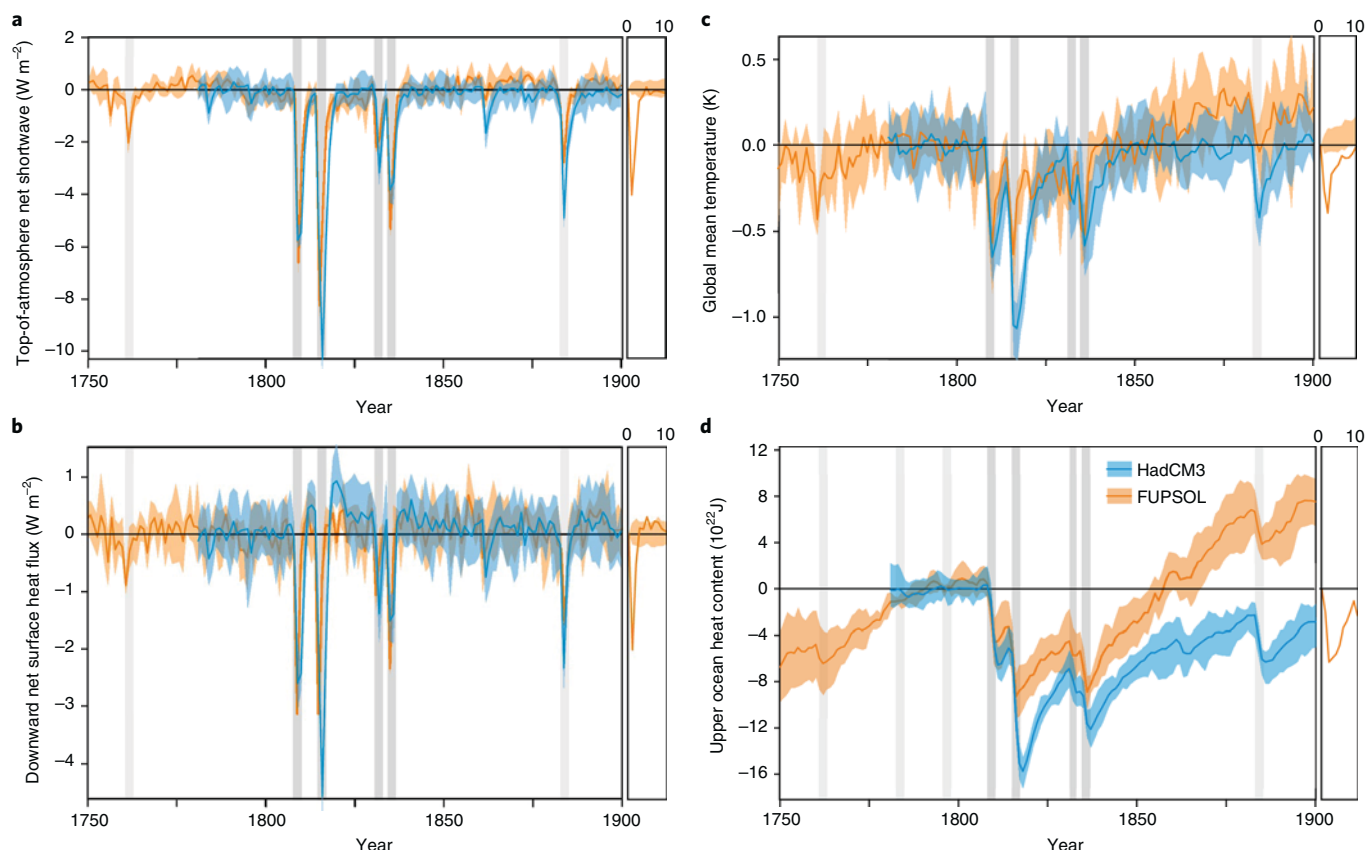 a
0 10
2
0
−2
−4
−6
−8
−10
Top-of-atmosphere net shortwave (W m−2)
1750 1800 1850 1900
Year
c
0 10
0.5
0.0
−0.5
−1.0
Global mean temperature (K)
1750 1800 1850 1900
Year
b
0 10
1
0
−1
−2
−3
−4
Downward net surface heat flux (W m−2)
1750 1800 1850 1900
Year
d
0 10
12
8
4
0
−4
−8
−12
−16
Upper ocean heat content (10²²J)
HadCM3
FUPSOL
1750 1800 1850 1900
Year